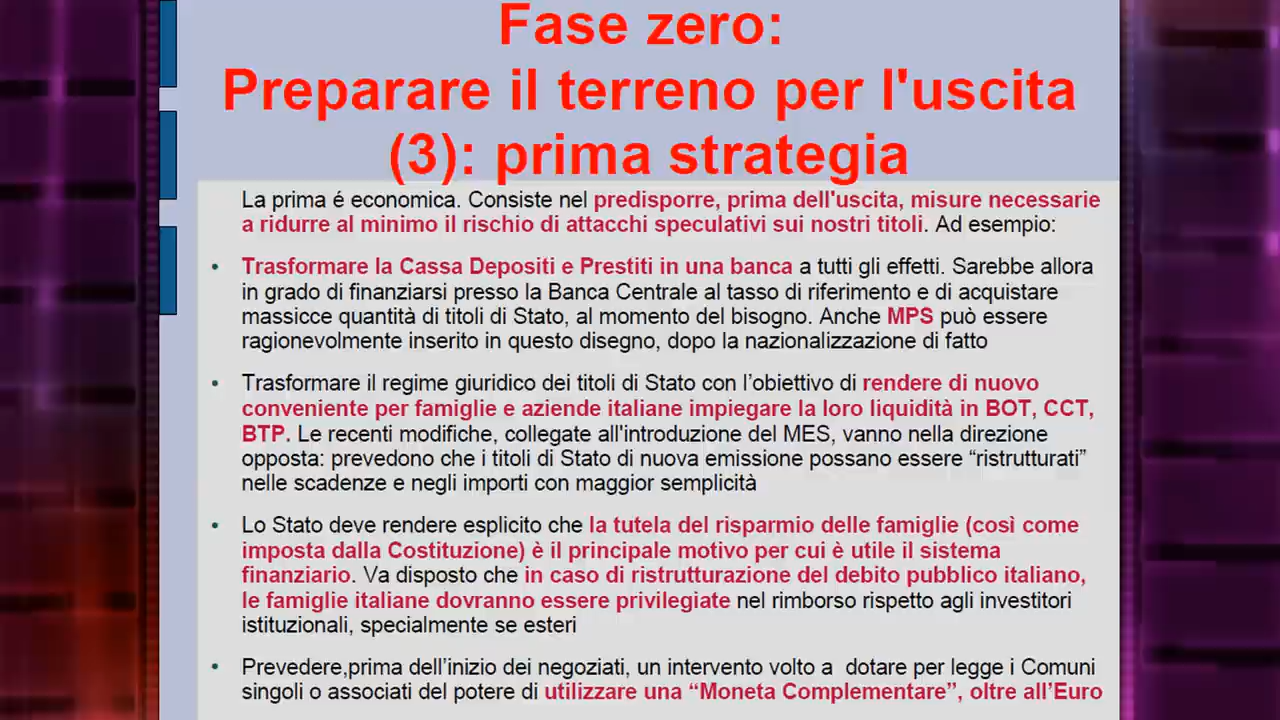 Fase zero:
Preparare il terreno per l'uscita
(3): prima strategia
La prima é economica. Consiste nel predisporre, prima dell'uscita, misure necessarie
a ridurre al minimo il rischio di attacchi speculativi sui nostri titoli. Ad esempio:
• Trasformare la Cassa Depositi e Prestiti in una banca a tutti gli effetti. Sarebbe allora
in grado di finanziarsi presso la Banca Centrale al tasso di riferimento e di acquistare
massicce quantità di titoli di Stato, al momento del bisogno. Anche MPS può essere
ragionevolmente inserito in questo disegno, dopo la nazionalizzazione di fatto
• Trasformare il regime giuridico dei titoli di Stato con l’obiettivo di rendere di nuovo
conveniente per famiglie e aziende italiane impiegare la loro liquidità in BOT, CCT,
BTP. Le recenti modifiche, collegate all'introduzione del MES, vanno nella direzione
opposta: prevedono che i titoli di Stato di nuova emissione possano essere “ristrutturati”
nelle scadenze e negli importi con maggior semplicità
• Lo Stato deve rendere esplicito che la tutela del risparmio delle famiglie (così come
imposta dalla Costituzione) è il principale motivo per cui è utile il sistema
finanziario. Va disposto che in caso di ristrutturazione del debito pubblico italiano,
le famiglie italiane dovranno essere privilegiate nel rimborso rispetto agli investitori
istituzionali, specialmente se esteri
• Prevedere,prima dell’inizio dei negoziati, un intervento volto a  dotare per legge i Comuni
singoli o associati del potere di utilizzare una “Moneta Complementare”, oltre all’Euro